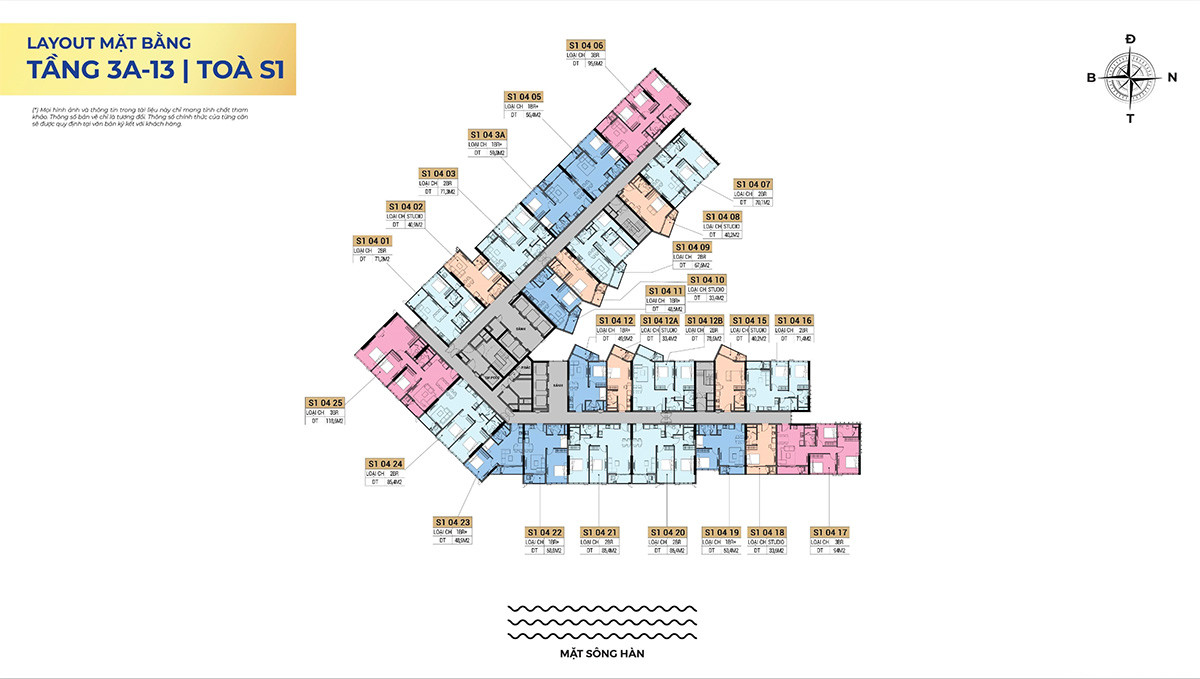 LAYOUT MẶT BẰNG
TẦNG 3A-13 | TOÀ S1
(*) Mọi hình ảnh và thông tin trong tài liệu này chỉ mang tính chất tham
khảo. Thông số bản vẽ chỉ là tương đối. Thông số chính thức của từng căn
sẽ được quy định tại văn bản ký kết với khách hàng.
Đ
B
N
T
S1 04 06
LOẠI CH 3BR
DT 95,6M2
S1 04 05
LOẠI CH 1BR+
DT
S1 04 3A
LOẠI CH 1BR+
DT
S1 04 03
LOẠI CH 2BR
DT 71,3M2
S1 04 02
LOẠI CH STUDIO
DT 40,9M2
S1 04 01
LOẠI CH 2BR
DT 71,2M2
S1 04 07
LOẠI CH 2BR
DT 70,1M2
S1 04 08
LOẠI CH STUDIO
DT 40,2M2
S1 04 09
LOẠI CH 2BR
DT 67,6M2
S1 04 10
LOẠI CH STUDIO
DT 33,4M2
S1 04 11
LOẠI CH 1BR+
DT 48,5M2
S1 04 12
LOẠI CH 1BR+
DT 49,9M2
S1 04 12A
LOẠI CH STUDIO
DT 33,4M2
S1 04 12B
LOẠI CH 2BR
DT 78,5M2
S1 04 15
LOẠI CH STUDIO
DT 40,2M2
S1 04 16
LOẠI CH 2BR
DT 71,4M2
SẢNH
SẢNH
S1 04 25
LOẠI CH 3BR
DT 118,6M2
S1 04 24
LOẠI CH 2BR
DT 85,4M2
S1 04 23
LOẠI CH 1BR+
DT 48,9M2
S1 04 22
LOẠI CH 1BR+
DT 58,8M2
S1 04 21
LOẠI CH 2BR
DT 88,4M2
S1 04 20
LOẠI CH 2BR
DT 88,4M2
S1 04 19
LOẠI CH 1BR+
DT 58,4M2
S1 04 18
LOẠI CH STUDIO
DT 33,9M2
S1 04 17
LOẠI CH 3BR
DT 94M2
MẶT SÔNG HÀN